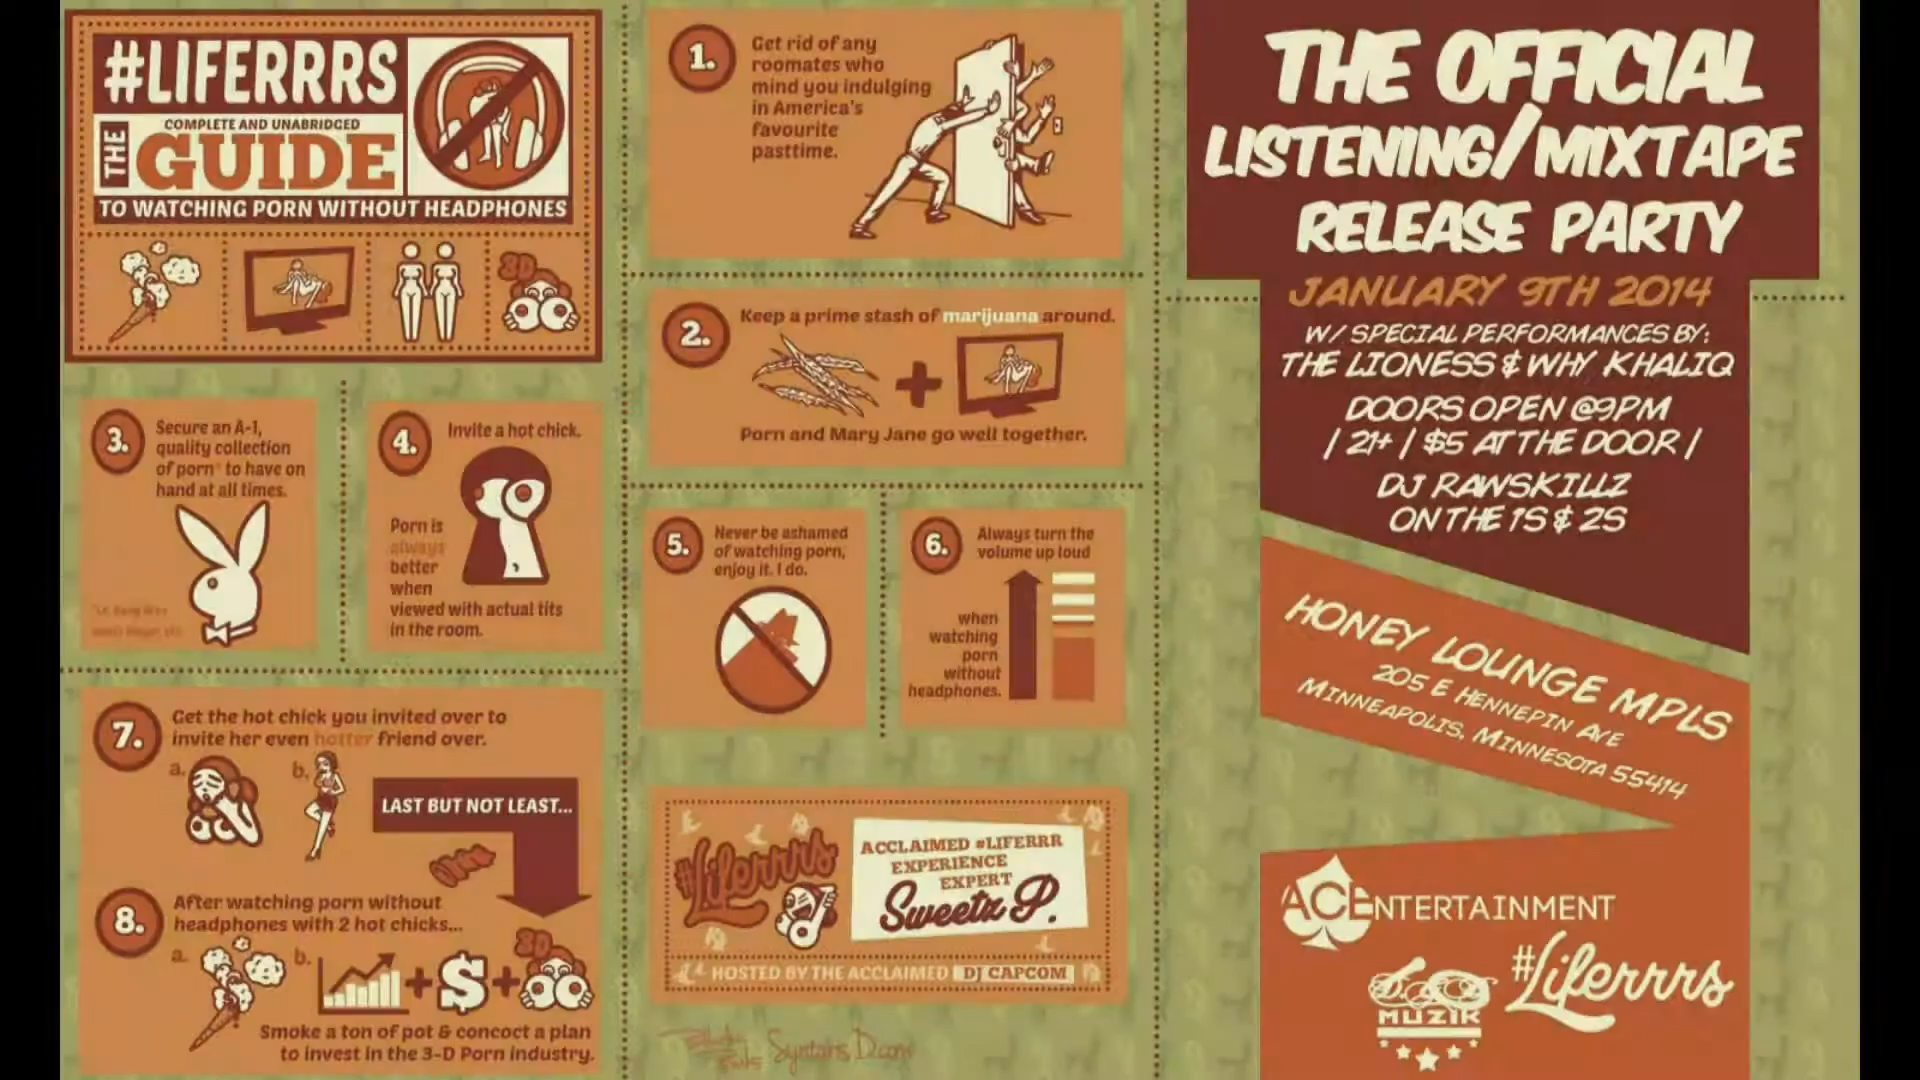 #LIFERRRS
THE
COMPLETE AND UNABRIDGED
GUIDE
TO WATCHING PORN WITHOUT HEADPHONES
3D
1.
Get rid of any
roomates who
mind you indulging
in America's
favourite
pasttime.
2.
Keep a prime stash of marijuana around.
Porn and Mary Jane go well together.
3.
Secure an A-1,
quality collection
of porn* to have on
hand at all times.
4.
Invite a hot chick.
Porn is
always
better
when
viewed with actual tits
in the room.
5.
Never be ashamed
of watching porn,
enjoy it. I do.
6.
Always turn the
volume up loud
when
watching
porn
without
headphones.
7.
Get the hot chick you invited over to
invite her even hotter friend over.
a.
b.
LAST BUT NOT LEAST...
8.
After watching porn without
headphones with 2 hot chicks...
a.
b.
3D
Smoke a ton of pot & concoct a plan
to invest in the 3-D Porn industry.
#Liferrrs
ACCLAIMED #LIFERRR
EXPERIENCE
EXPERT
Sweetz P.
HOSTED BY THE ACCLAIMED DJ CAPCOM
THE OFFICIAL
LISTENING/MIXTAPE
RELEASE PARTY
JANUARY 9TH 2014
W/ SPECIAL PERFORMANCES BY:
THE LIONESS & WHY KHALIQ
DOORS OPEN @9PM
| 21+ | $5 AT THE DOOR |
DJ RAWSKILLZ
ON THE 1S & 2S
HONEY LOUNGE MPLS
205 E HENNEPIN AVE
MINNEAPOLIS, MINNESOTA 55414
ACENTERTAINMENT
MUZIK
#Liferrrs